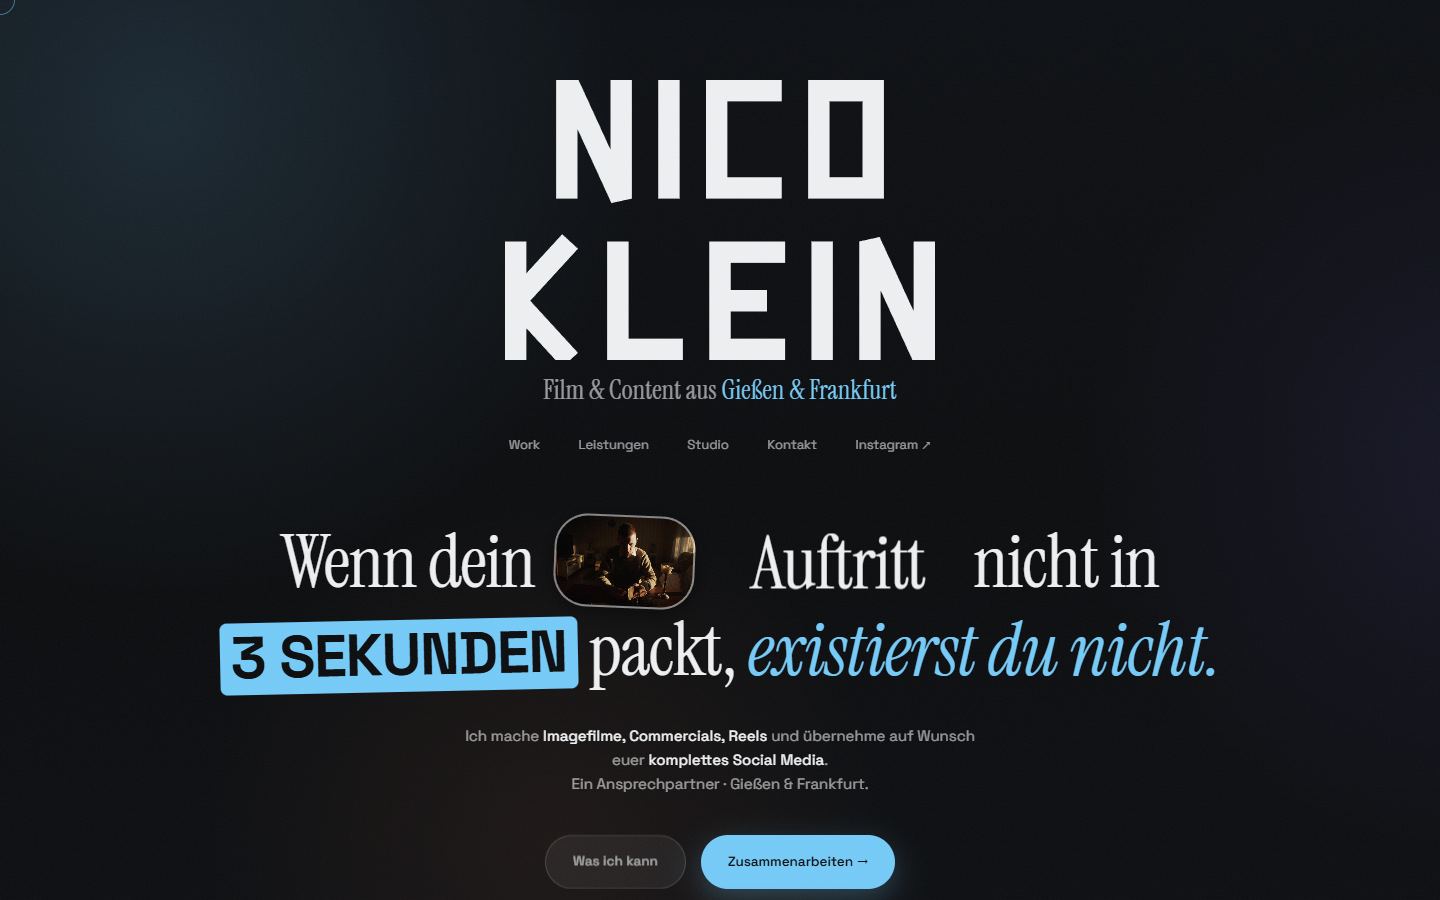 NICO
KLEIN
Film & Content aus Gießen & Frankfurt
Work Leistungen Studio Kontakt Instagram ↗
Wenn dein Auftritt nicht in
3 SEKUNDEN packt, existierst du nicht.
Ich mache Imagefilme, Commercials, Reels und übernehme auf Wunsch
euer komplettes Social Media.
Ein Ansprechpartner · Gießen & Frankfurt.
Was ich kann Zusammenarbeiten →